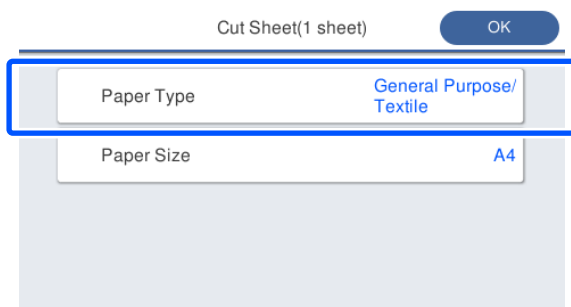 Cut Sheet(1 sheet)
OK
Paper Type
General Purpose/
Textile
Paper Size
A4